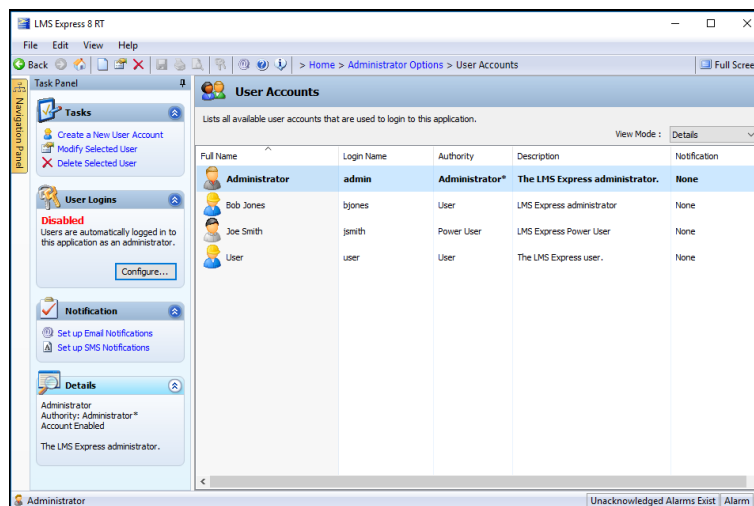 LMS Express 8 RT
File Edit View Help
Back > Home > Administrator Options > User Accounts Full Scree
Navigation Panel
Task Panel
Tasks
Create a New User Account
Modify Selected User
Delete Selected User
User Logins
Disabled
Users are automatically logged in to
this application as an administrator.
Configure...
Notification
Set up Email Notifications
Set up SMS Notifications
Details
Administrator
Authority: Administrator*
Account Enabled
The LMS Express administrator.
User Accounts
Lists all available user accounts that are used to login to this application.
View Mode : Details
Full Name Login Name Authority Description Notification
Administrator admin Administrator* The LMS Express administrator. None
Bob Jones bjones User LMS Express administrator None
Joe Smith jsmith Power User LMS Express Power User None
User user User The LMS Express user. None
Administrator Unacknowledged Alarms Exist Alarm